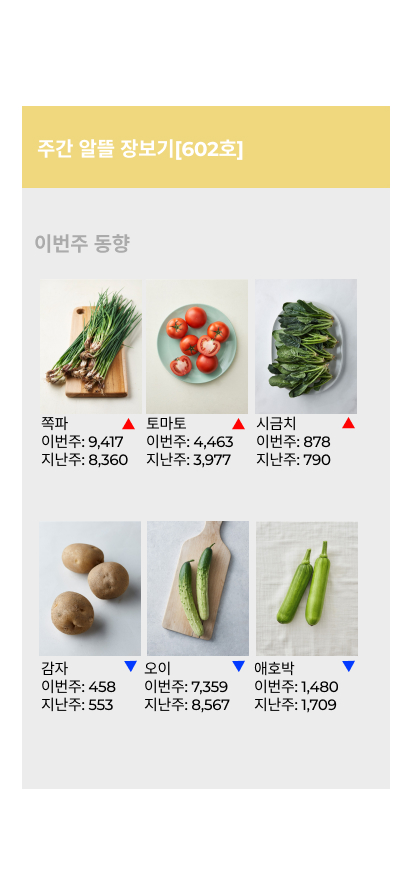 주간 알뜰 장보기[602호]
이번주 동향
쪽파
이번주: 9,417
지난주: 8,360
토마토
이번주: 4,463
지난주: 3,977
시금치
이번주: 878
지난주: 790
감자
이번주: 458
지난주: 553
오이
이번주: 7,359
지난주: 8,567
애호박
이번주: 1,480
지난주: 1,709